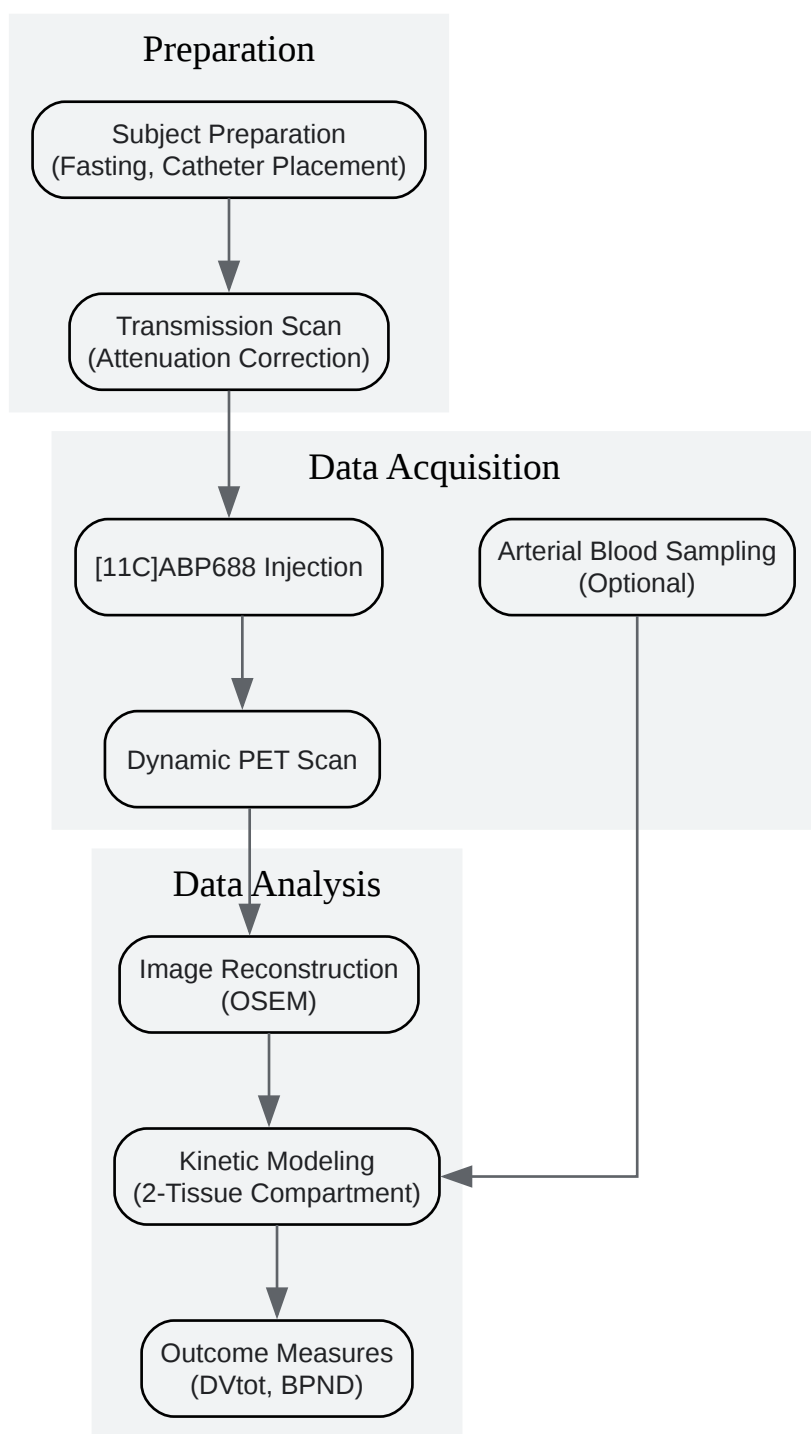 Preparation
Subject Preparation
(Fasting, Catheter Placement)
Transmission Scan
(Attenuation Correction)
Data Acquisition
[11C]ABP688 Injection
Arterial Blood Sampling
(Optional)
Dynamic PET Scan
Data Analysis
Image Reconstruction
(OSEM)
Kinetic Modeling
(2-Tissue Compartment)
Outcome Measures
(DVtot, BPND)